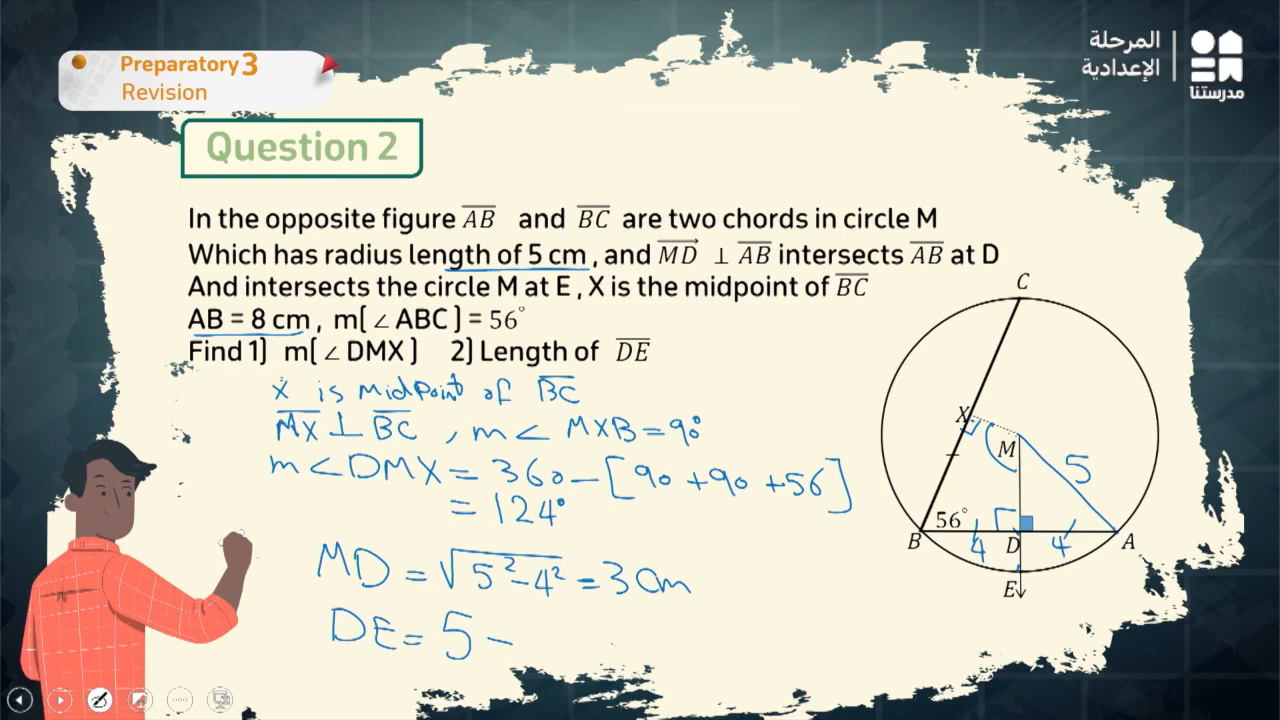 Preparatory 3
Revision
المرحلة
الإعدادية
مدرستنا
Question 2
In the opposite figure AB and BC are two chords in circle M
Which has radius length of 5 cm , and MD ⊥ AB intersects AB at D
And intersects the circle M at E , X is the midpoint of BC
AB = 8 cm , m( ∠ ABC ) = 56°
Find 1) m( ∠ DMX ) 2) Length of DE
X is midpoint of BC
MX ⊥ BC , m < MXB = 90°
m < DMX = 360 - [90 + 90 + 56]
= 124°
MD = √5² - 4² = 3 cm
DE = 5 -
C
X
M
5
56°
B
4
D
4
A
E